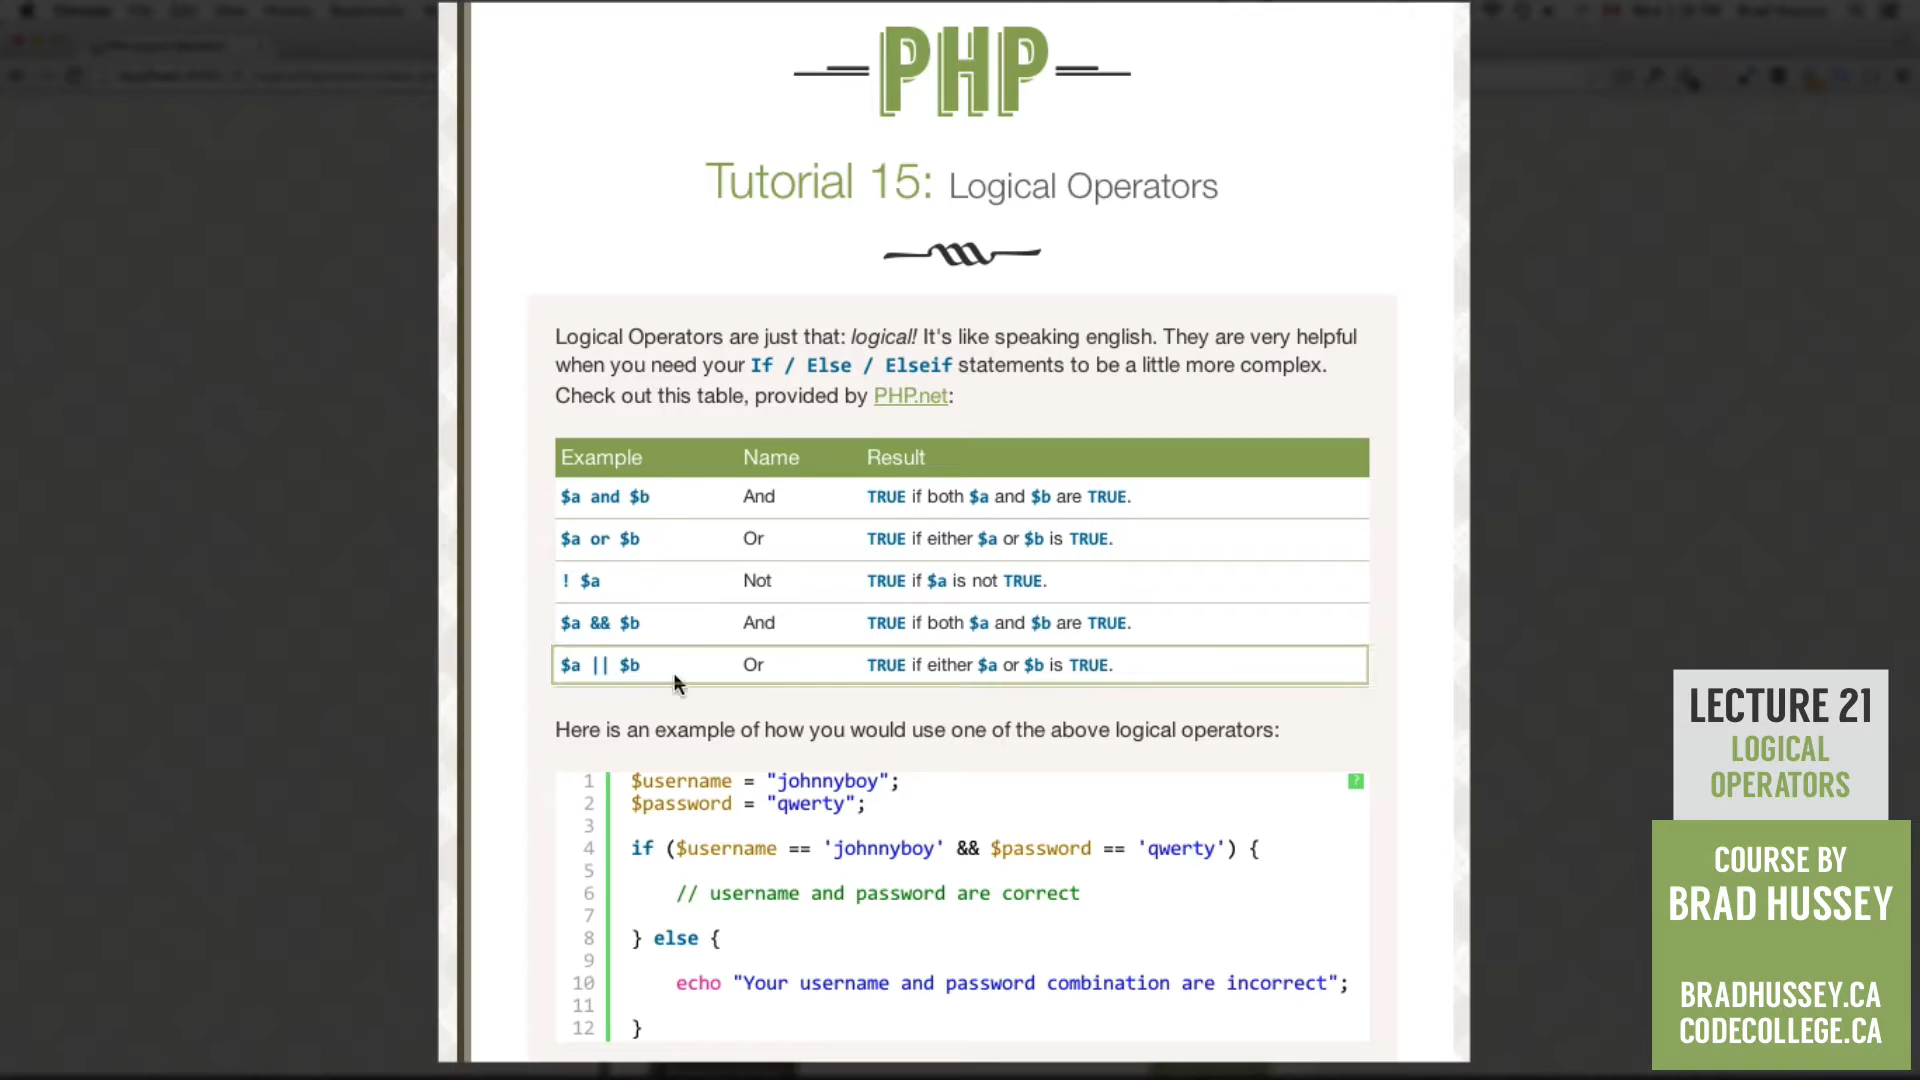 PHP
Tutorial 15: Logical Operators
Logical Operators are just that: logical! It's like speaking english. They are very helpful
when you need your If / Else / Elseif statements to be a little more complex.
Check out this table, provided by PHP.net:
Example Name Result
$a and $b And TRUE if both $a and $b are TRUE.
$a or $b Or TRUE if either $a or $b is TRUE.
! $a Not TRUE if $a is not TRUE.
$a && $b And TRUE if both $a and $b are TRUE.
$a || $b Or TRUE if either $a or $b is TRUE.
Here is an example of how you would use one of the above logical operators:
1 $username = "johnnyboy"; ?
2 $password = "qwerty";
3
4 if ($username == 'johnnyboy' && $password == 'qwerty') {
5
6 // username and password are correct
7
8 } else {
9
10 echo "Your username and password combination are incorrect";
11
12 }
LECTURE 21
LOGICAL
OPERATORS
COURSE BY
BRAD HUSSEY
BRADHUSSEY.CA
CODECOLLEGE.CA